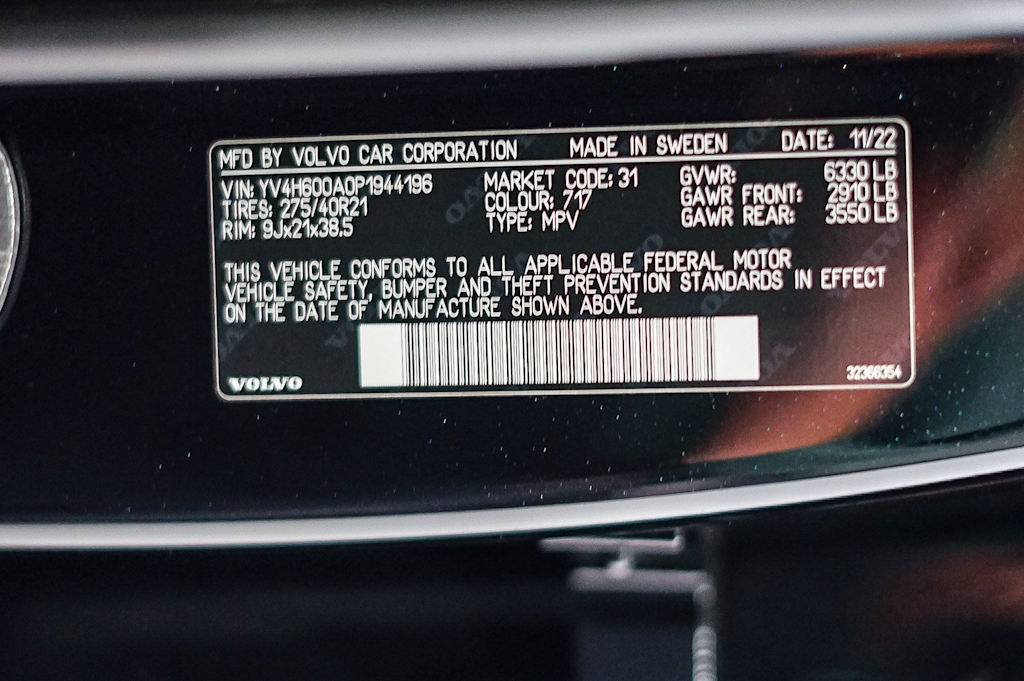 MFD BY VOLVO CAR CORPORATION MADE IN SWEDEN DATE: 11/22
VIN: YV4H600A0P1944196 MARKET CODE: 31 GVWR: 6330 LB
TIRES: 275/40R21 COLOUR: 717 GAWR FRONT: 2910 LB
RIM: 9Jx21x38.5 TYPE: MPV GAWR REAR: 3550 LB
THIS VEHICLE CONFORMS TO ALL APPLICABLE FEDERAL MOTOR
VEHICLE SAFETY, BUMPER AND THEFT PREVENTION STANDARDS IN EFFECT
ON THE DATE OF MANUFACTURE SHOWN ABOVE.
VOLVO 32366354